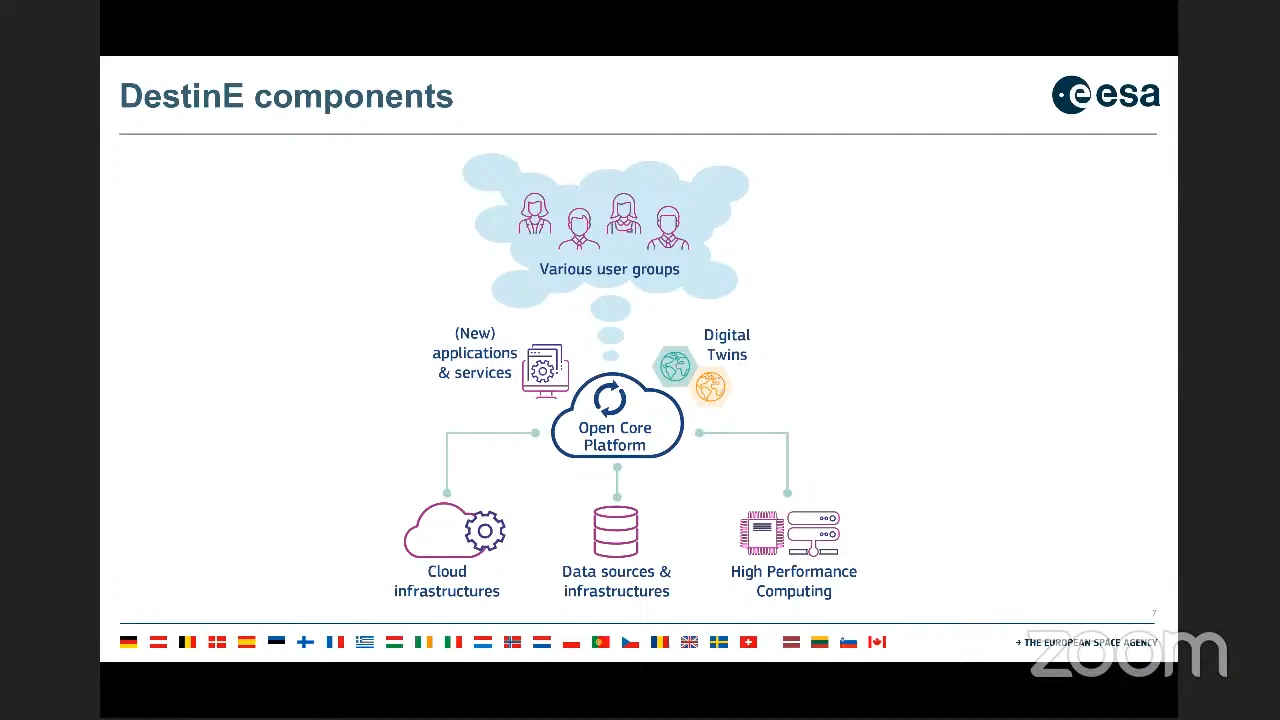 DestinE components
esa
Various user groups
(New)
applications
& services
Digital
Twins
Open Core
Platform
Cloud
infrastructures
Data sources &
infrastructures
High Performance
Computing
7
→ THE EUROPEAN SPACE AGENCY
zoom